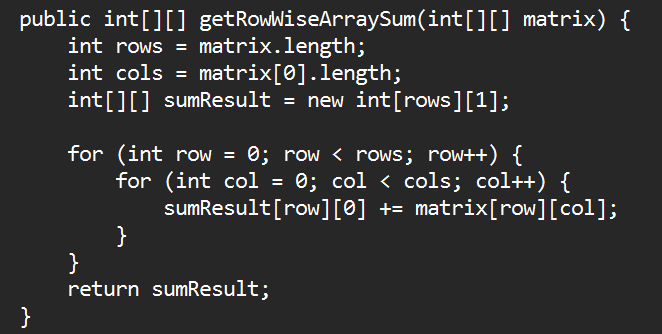 public int[][] getRowWiseArraySum(int[][] matrix) {
    int rows = matrix.length;
    int cols = matrix[0].length;
    int[][] sumResult = new int[rows][1];

    for (int row = 0; row < rows; row++) {
        for (int col = 0; col < cols; col++) {
            sumResult[row][0] += matrix[row][col];
        }
    }
    return sumResult;
}